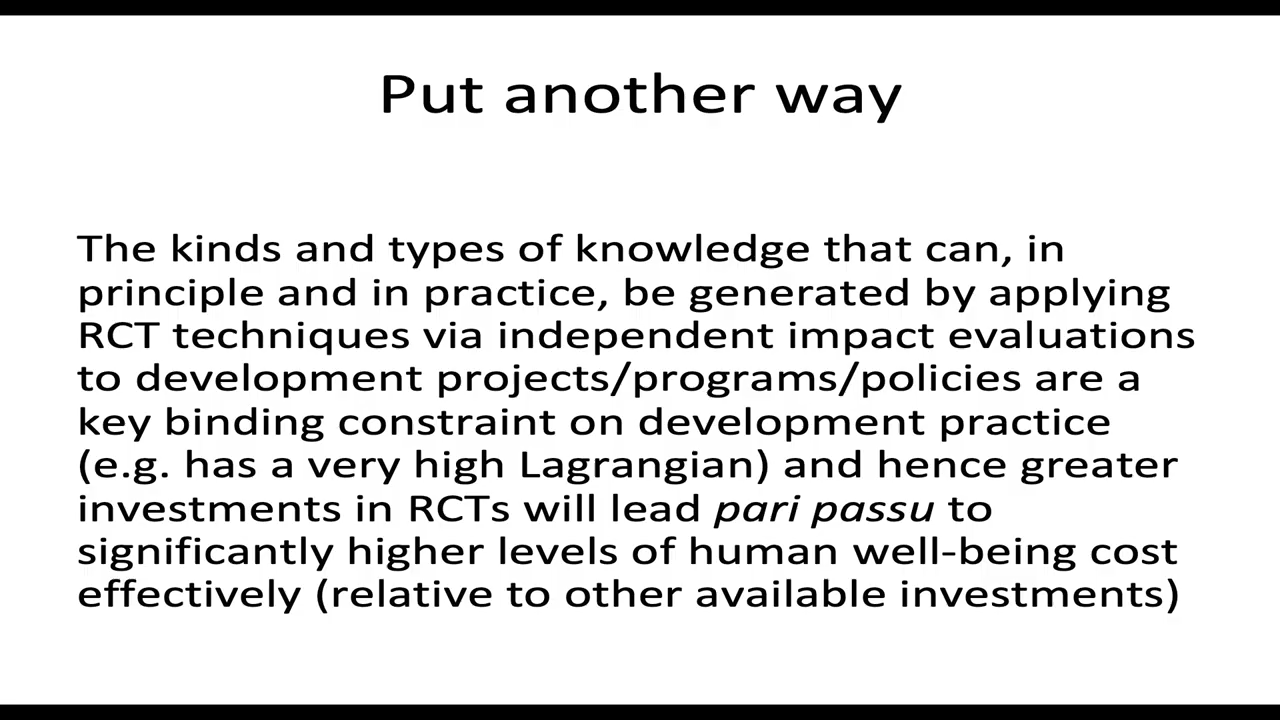 Put another way
The kinds and types of knowledge that can, in
principle and in practice, be generated by applying
RCT techniques via independent impact evaluations
to development projects/programs/policies are a
key binding constraint on development practice
(e.g. has a very high Lagrangian) and hence greater
investments in RCTs will lead pari passu to
significantly higher levels of human well-being cost
effectively (relative to other available investments)